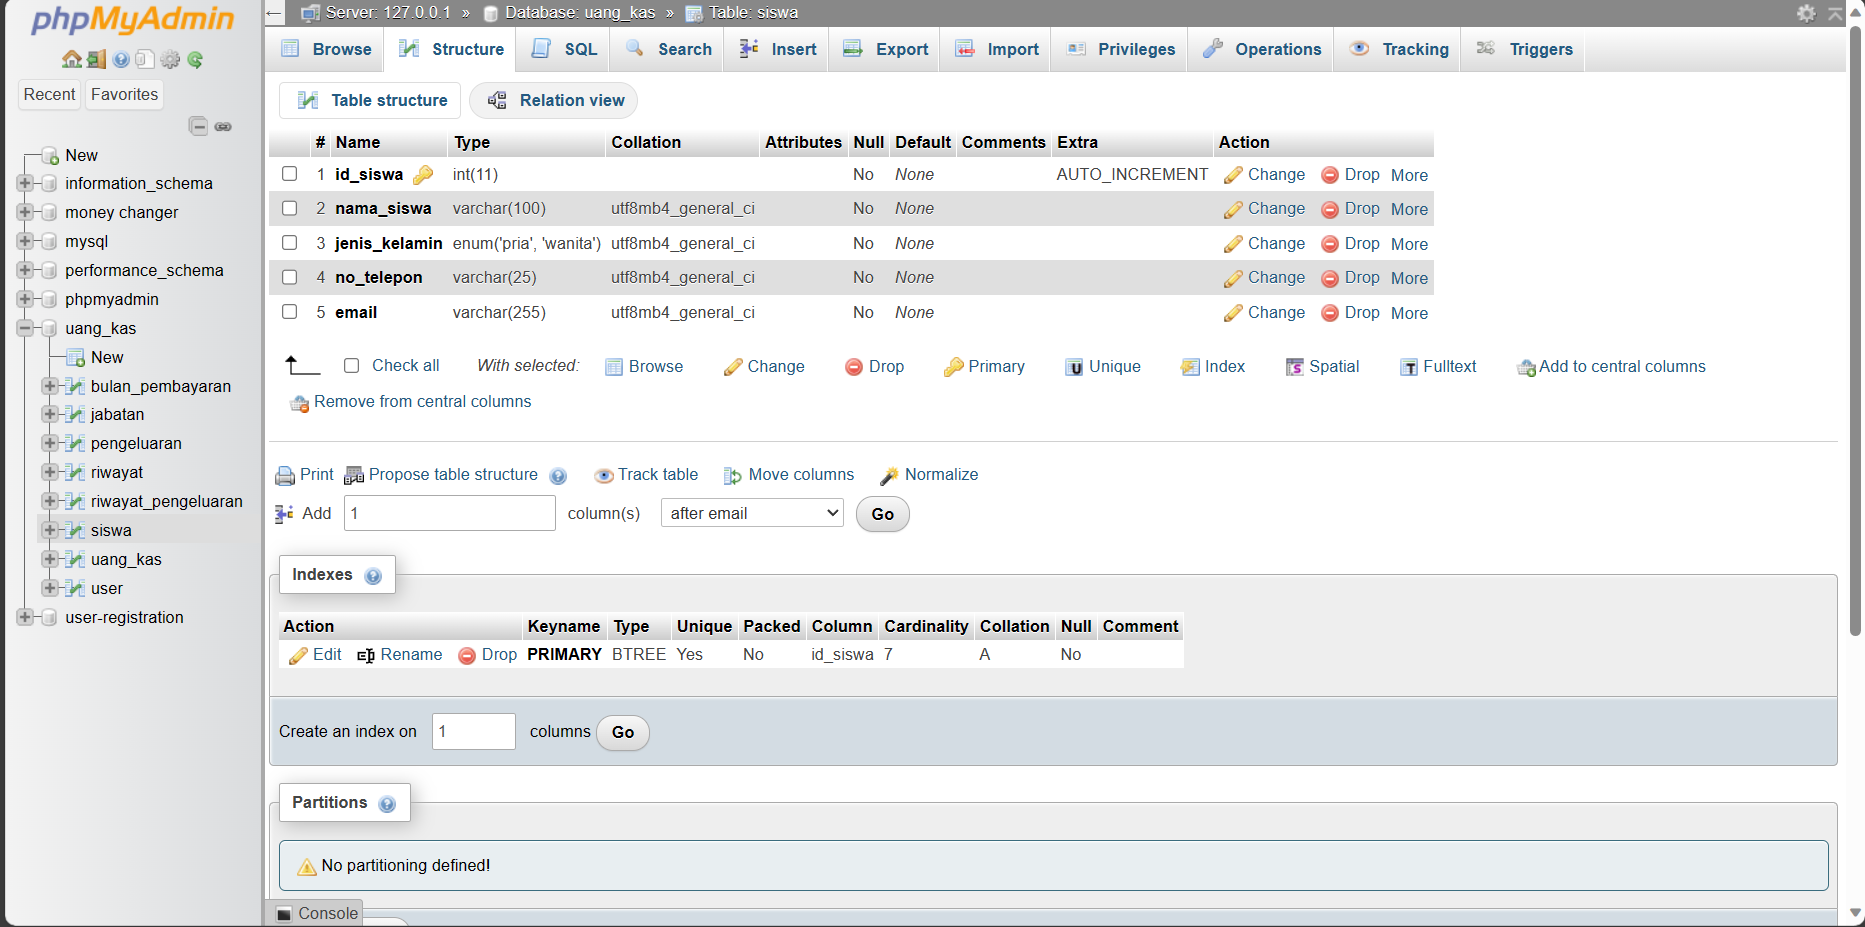 phpMyAdmin
Recent Favorites
New
information_schema
money changer
mysql
performance_schema
phpmyadmin
uang_kas
New
bulan_pembayaran
jabatan
pengeluaran
riwayat
riwayat_pengeluaran
siswa
uang_kas
user
user-registration
Server: 127.0.0.1 » Database: uang_kas » Table: siswa
Browse Structure SQL Search Insert Export Import Privileges Operations Tracking Triggers
Table structure Relation view
# Name Type Collation Attributes Null Default Comments Extra Action
1 id_siswa int(11) No None AUTO_INCREMENT Change Drop More
2 nama_siswa varchar(100) utf8mb4_general_ci No None Change Drop More
3 jenis_kelamin enum('pria', 'wanita') utf8mb4_general_ci No None Change Drop More
4 no_telepon varchar(25) utf8mb4_general_ci No None Change Drop More
5 email varchar(255) utf8mb4_general_ci No None Change Drop More
Check all With selected: Browse Change Drop Primary Unique Index Spatial Fulltext Add to central columns
Remove from central columns
Print Propose table structure Track table Move columns Normalize
Add 1 column(s) after email Go
Indexes
Action Keyname Type Unique Packed Column Cardinality Collation Null Comment
Edit Rename Drop PRIMARY BTREE Yes No id_siswa 7 A No
Create an index on 1 columns Go
Partitions
No partitioning defined!
Console